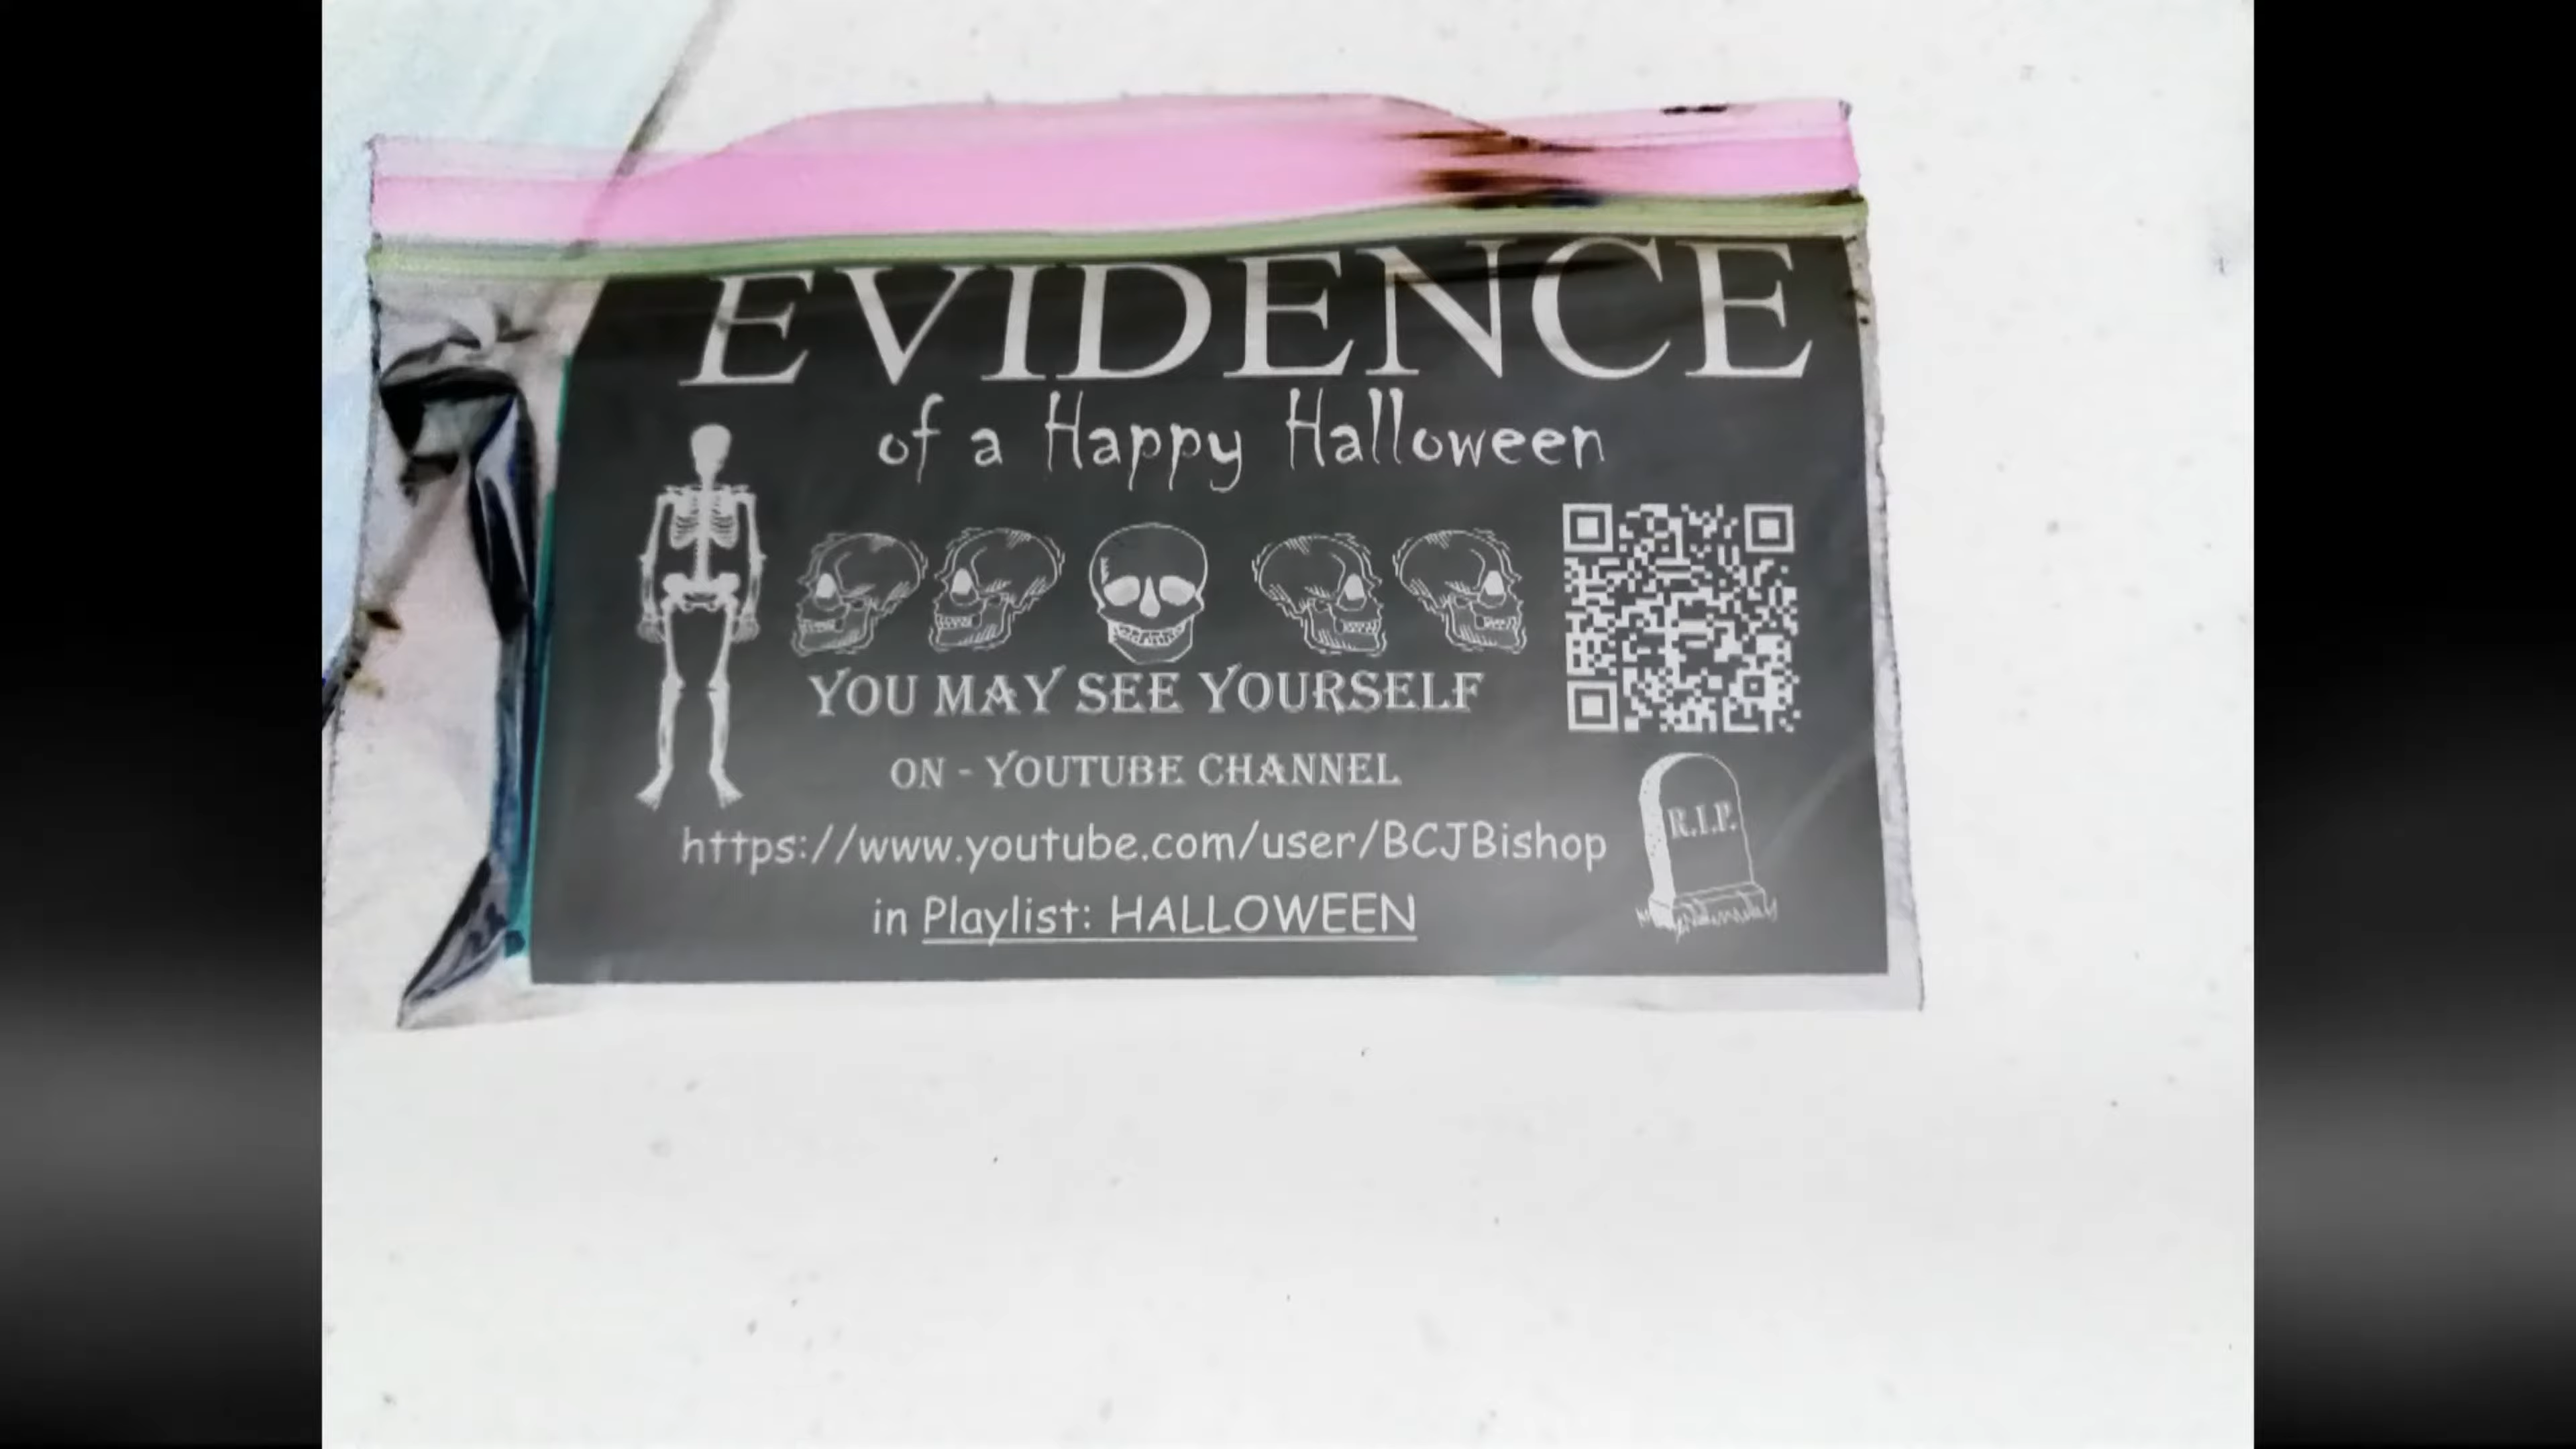 EVIDENCE
of a Happy Halloween
YOU MAY SEE YOURSELF
ON - YOUTUBE CHANNEL
https://www.youtube.com/user/BCJBishop
R.I.P.
in Playlist: HALLOWEEN